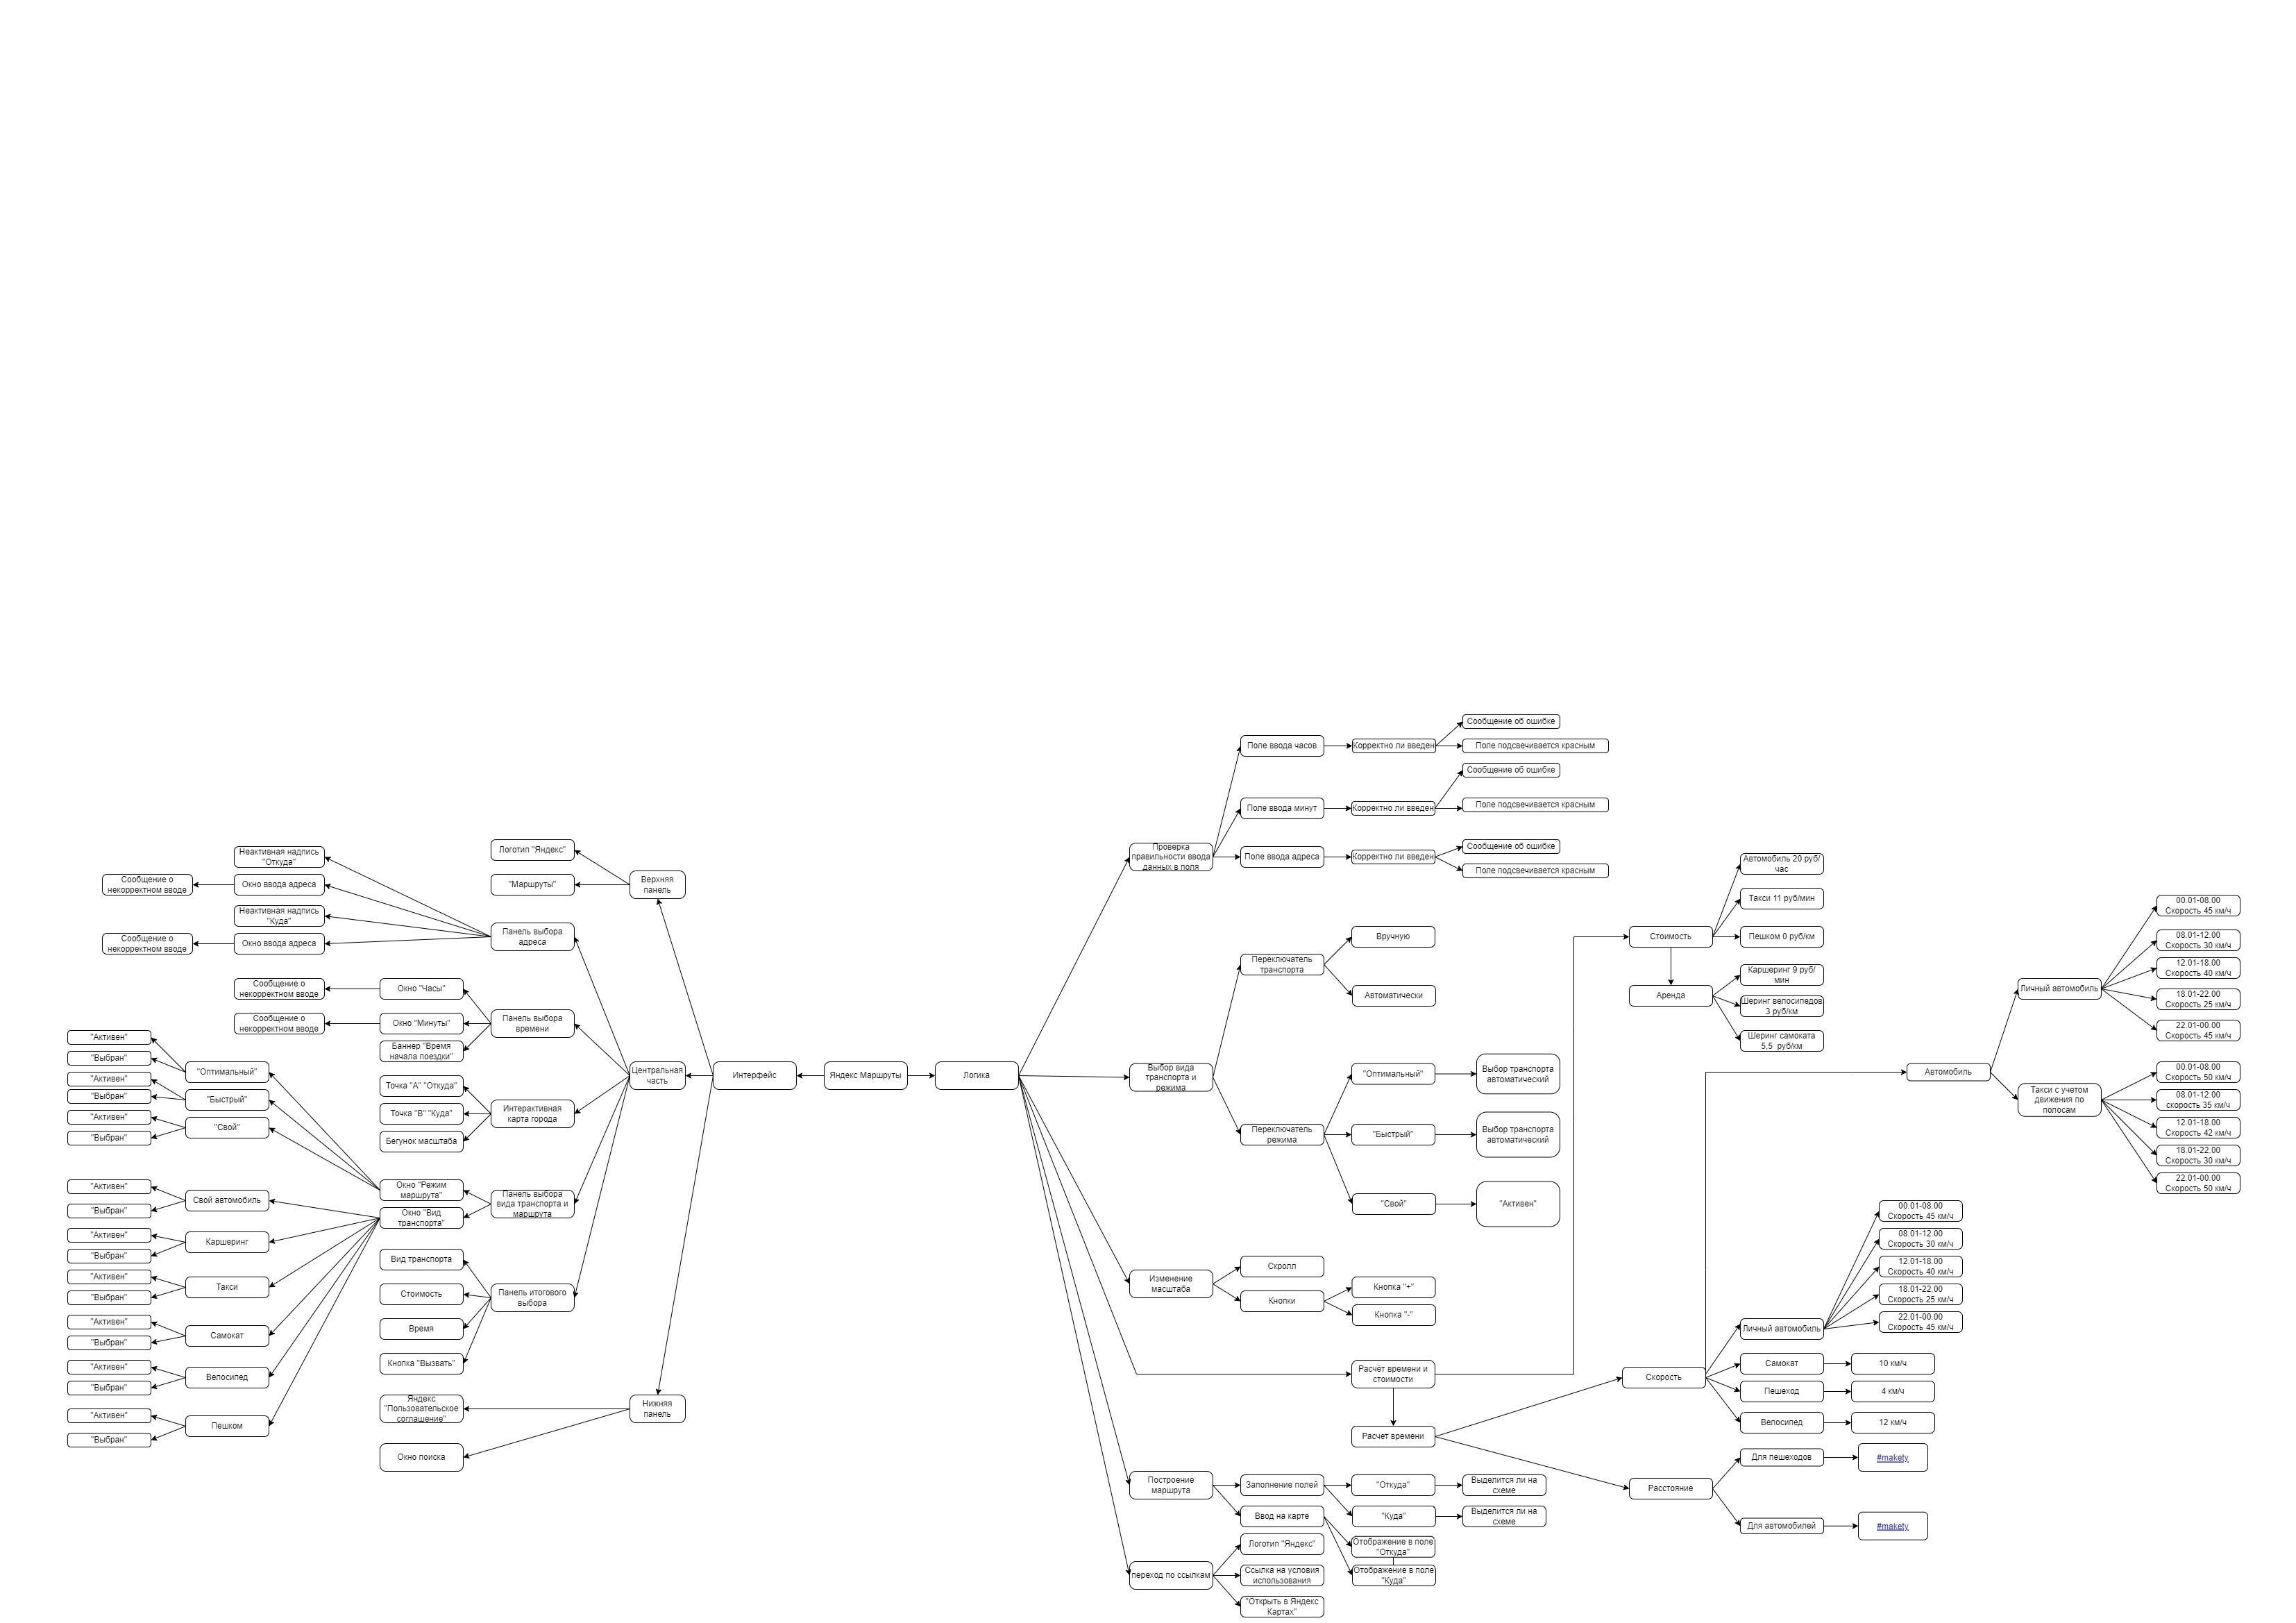 Яндекс Маршруты
Интерфейс
Верхняя
панель
Логотип "Яндекс"
"Маршруты"
Центральная
часть
Панель выбора
адреса
Неактивная надпись
"Откуда"
Окно ввода адреса
Сообщение о
некорректном вводе
Неактивная надпись
"Куда"
Окно ввода адреса
Сообщение о
некорректном вводе
Панель выбора
времени
Окно "Часы"
Сообщение о
некорректном вводе
Окно "Минуты"
Сообщение о
некорректном вводе
Баннер "Время
начала поездки"
Интерактивная
карта города
Точка "А" "Откуда"
Точка "В" "Куда"
Бегунок масштаба
Панель выбора
вида транспорта и
маршрута
Окно "Режим
маршрута"
"Оптимальный"
"Активен"
"Выбран"
"Быстрый"
"Активен"
"Выбран"
"Свой"
"Активен"
"Выбран"
Окно "Вид
транспорта"
Свой автомобиль
"Активен"
"Выбран"
Каршеринг
"Активен"
"Выбран"
Такси
"Активен"
"Выбран"
Самокат
"Активен"
"Выбран"
Велосипед
"Активен"
"Выбран"
Пешком
"Активен"
"Выбран"
Панель итогового
выбора
Вид транспорта
Стоимость
Время
Кнопка "Вызвать"
Нижняя
панель
Яндекс
"Пользовательское
соглашение"
Окно поиска
Логика
Проверка
правильности ввода
данных в поля
Поле ввода часов
Корректно ли введен
Сообщение об ошибке
Поле подсвечивается красным
Поле ввода минут
Корректно ли введен
Сообщение об ошибке
Поле подсвечивается красным
Поле ввода адреса
Корректно ли введен
Сообщение об ошибке
Поле подсвечивается красным
Выбор вида
транспорта и
режима
Переключатель
транспорта
Вручную
Автоматически
Переключатель
режима
"Оптимальный"
Выбор транспорта
автоматический
"Быстрый"
Выбор транспорта
автоматический
"Свой"
"Активен"
Изменение
масштаба
Скролл
Кнопки
Кнопка "+"
Кнопка "-"
Расчёт времени и
стоимости
Стоимость
Автомобиль 20 руб/
час
Такси 11 руб/мин
Пешком 0 руб/км
Аренда
Каршеринг 9 руб/
мин
Шеринг велосипедов
3 руб/км
Шеринг самоката
5,5 руб/км
Расчет времени
Скорость
Автомобиль
Личный автомобиль
00.01-08.00
Скорость 45 км/ч
08.01-12.00
Скорость 30 км/ч
12.01-18.00
Скорость 40 км/ч
18.01-22.00
Скорость 25 км/ч
22.01-00.00
Скорость 45 км/ч
Такси с учетом
движения по
полосам
00.01-08.00
Скорость 50 км/ч
08.01-12.00
скорость 35 км/ч
12.01-18.00
Скорость 42 км/ч
18.01-22.00
Скорость 30 км/ч
22.01-00.00
Скорость 50 км/ч
Личный автомобиль
00.01-08.00
Скорость 45 км/ч
08.01-12.00
Скорость 30 км/ч
12.01-18.00
Скорость 40 км/ч
18.01-22.00
Скорость 25 км/ч
22.01-00.00
Скорость 45 км/ч
Самокат
10 км/ч
Пешеход
4 км/ч
Велосипед
12 км/ч
Расстояние
Для пешеходов
#makety
Для автомобилей
#makety
Построение
маршрута
Заполнение полей
"Откуда"
Выделится ли на
схеме
"Куда"
Выделится ли на
схеме
Ввод на карте
Отображение в поле
"Откуда"
Отображение в поле
"Куда"
переход по ссылкам
Логотип "Яндекс"
Ссылка на условия
использования
"Открыть в Яндекс
Картах"